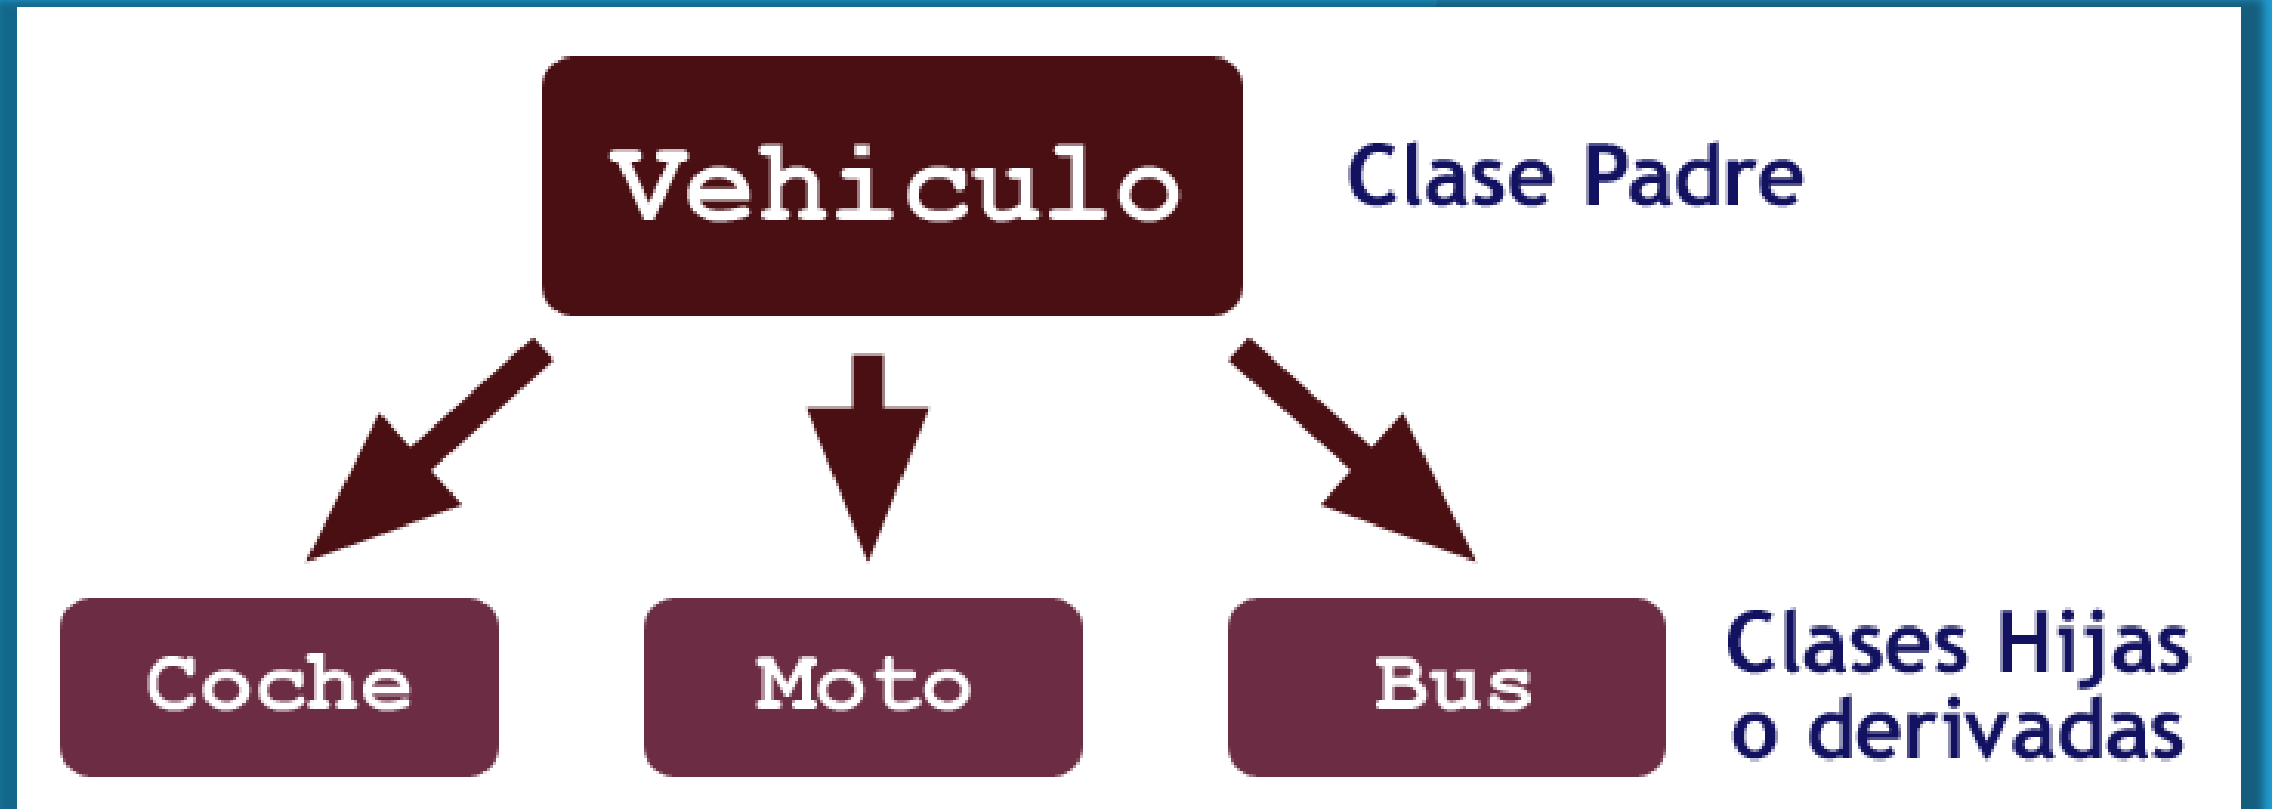 Vehiculo
Clase Padre
Coche
Moto
Bus
Clases Hijas
o derivadas